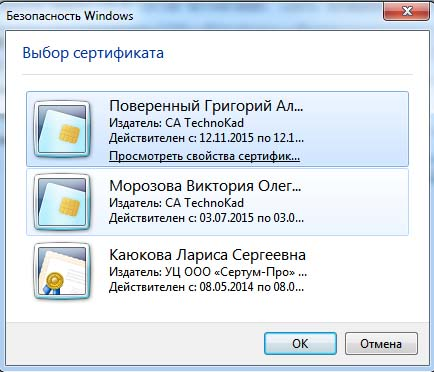 Безопасность Windows
Выбор сертификата
Поверенный Григорий Ал...
Издатель: CA TechnoKad
Действителен с: 12.11.2015 по 12.1...
Просмотреть свойства сертифик...
Морозова Виктория Олег...
Издатель: CA TechnoKad
Действителен с: 03.07.2015 по 03.0...
Каюкова Лариса Сергеевна
Издатель: УЦ ООО «Сертум-Про» ...
Действителен с: 08.05.2014 по 08.0...
OK
Отмена